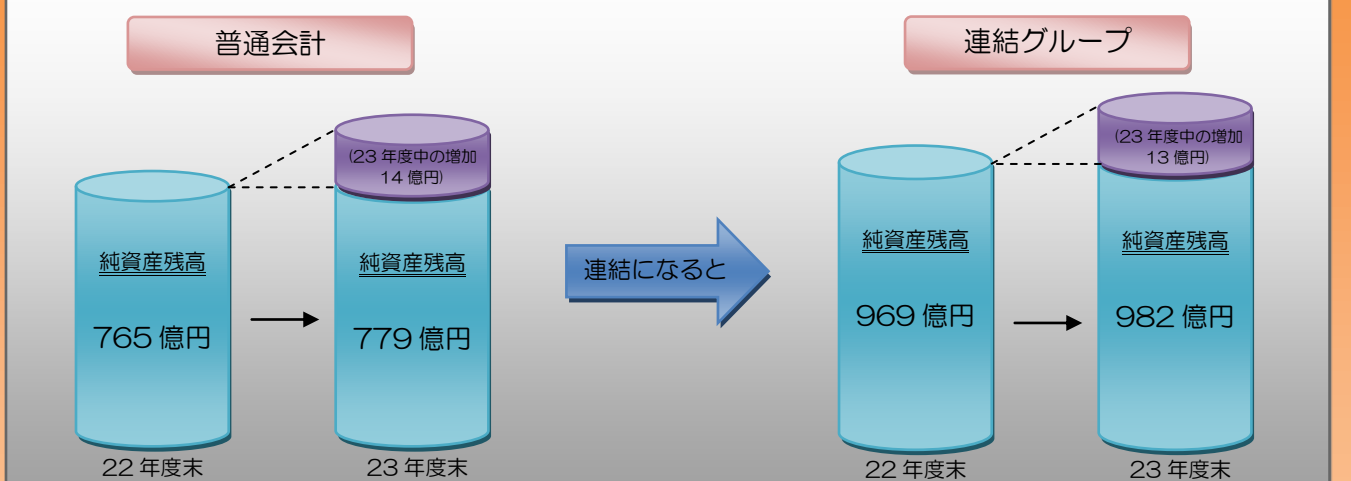 普通会計
(23 年度中の増加
14 億円)
純資産残高
765 億円
純資産残高
779 億円
22 年度末
23 年度末
連結になると
連結グループ
(23 年度中の増加
13 億円)
純資産残高
969 億円
純資産残高
982 億円
22 年度末
23 年度末